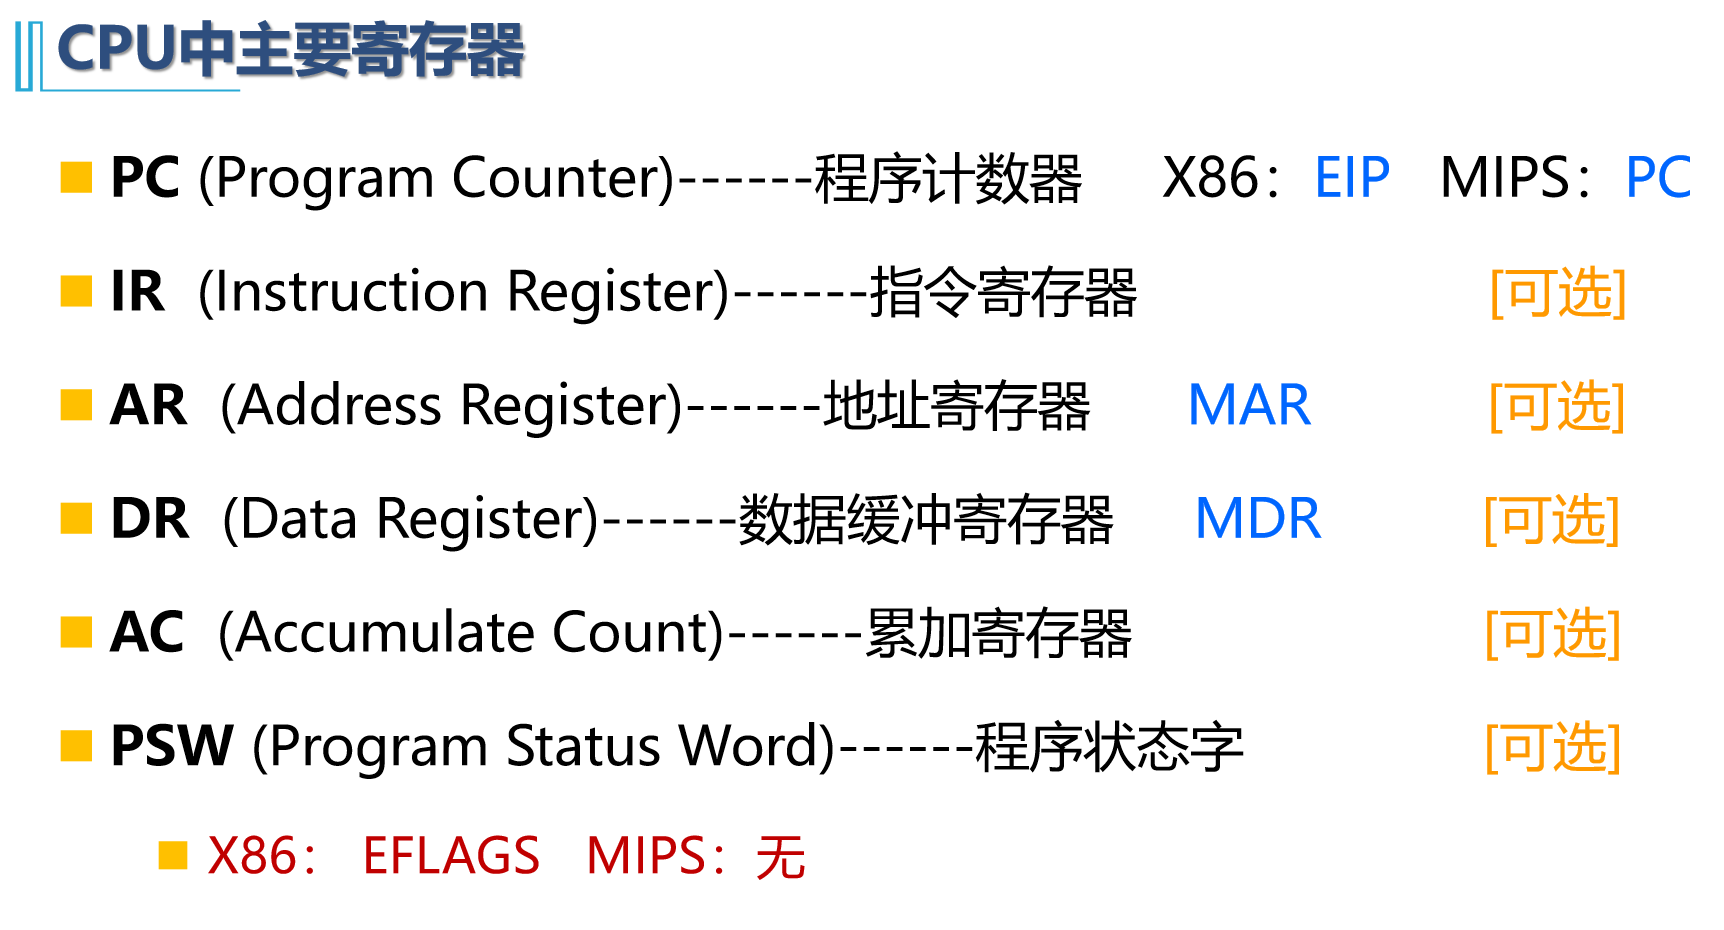 CPU中主要寄存器
PC (Program Counter)------程序计数器 X86：EIP MIPS：PC
IR (Instruction Register)------指令寄存器 [可选]
AR (Address Register)------地址寄存器 MAR [可选]
DR (Data Register)------数据缓冲寄存器 MDR [可选]
AC (Accumulate Count)------累加寄存器 [可选]
PSW (Program Status Word)------程序状态字 [可选]
X86： EFLAGS MIPS：无